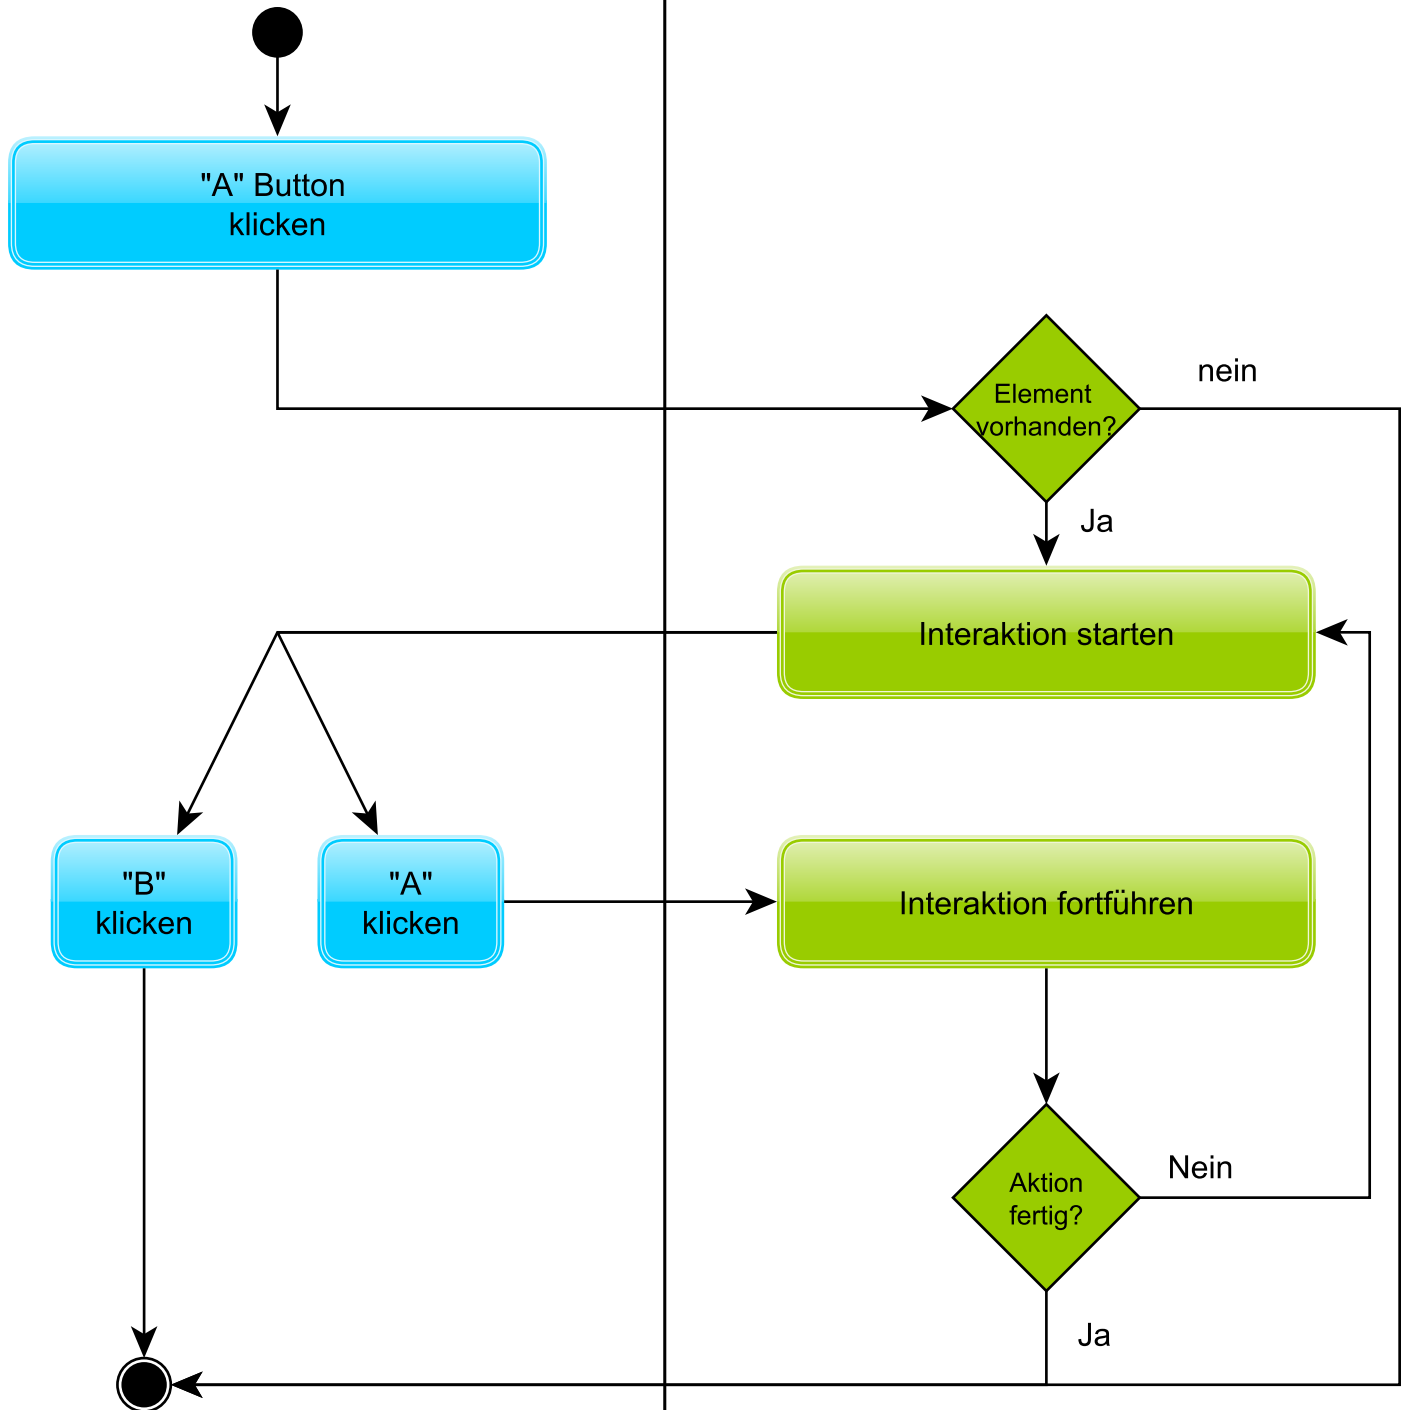 "A" Button
klicken
Element
vorhanden?
nein
Ja
Interaktion starten
"B"
klicken
"A"
klicken
Interaktion fortführen
Aktion
fertig?
Nein
Ja